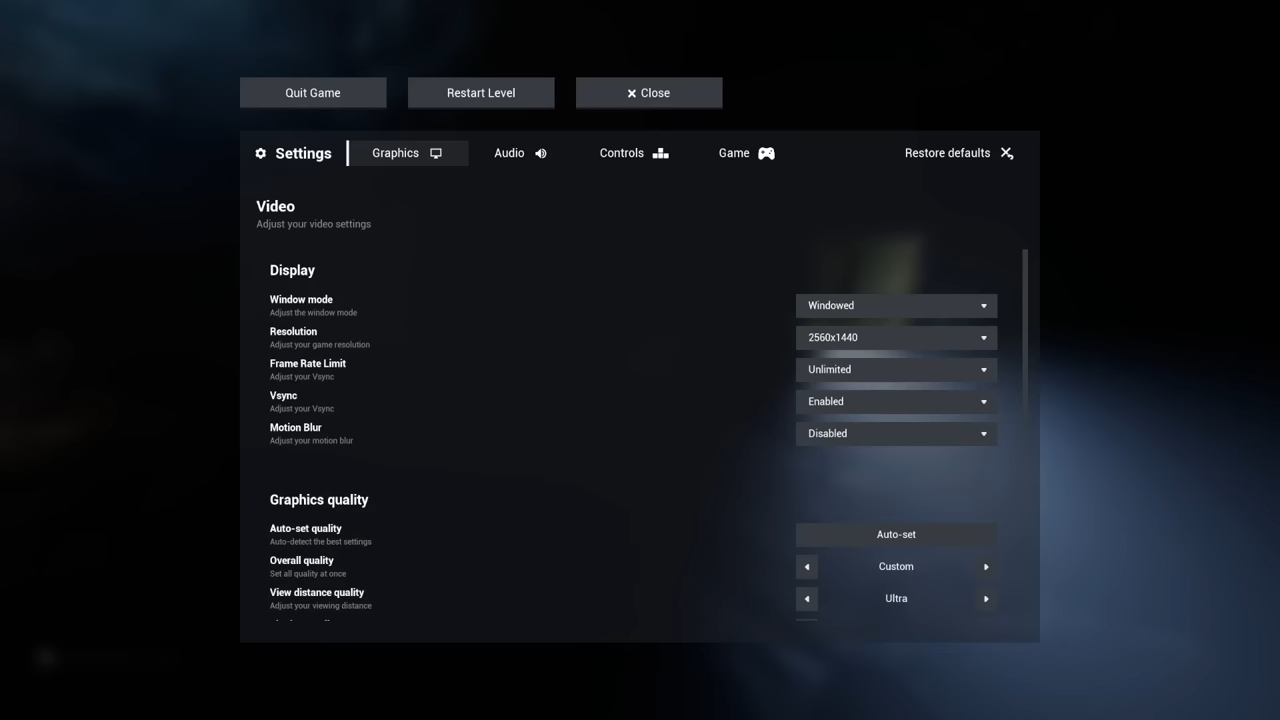 Quit Game
Restart Level
Close
Settings
Graphics
Audio
Controls
Game
Restore defaults
Video
Adjust your video settings
Display
Window mode
Adjust the window mode
Windowed
Resolution
Adjust your game resolution
2560x1440
Frame Rate Limit
Adjust your Vsync
Unlimited
Vsync
Adjust your Vsync
Enabled
Motion Blur
Adjust your motion blur
Disabled
Graphics quality
Auto-set quality
Auto-detect the best settings
Auto-set
Overall quality
Set all quality at once
Custom
View distance quality
Adjust your viewing distance
Ultra